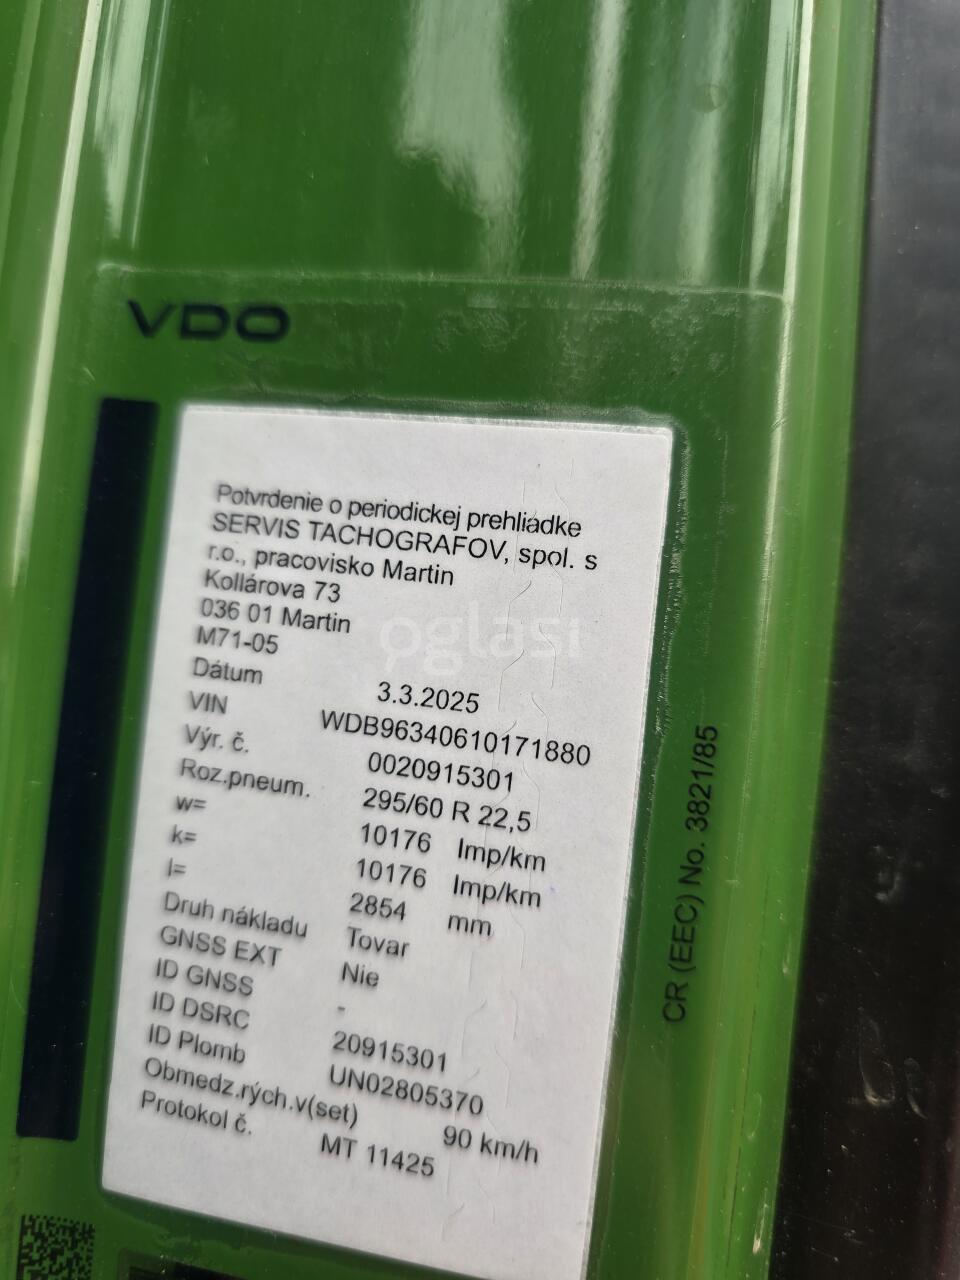 VDO
Potvrdenie o periodickej prehliadke
SERVIS TACHOGRAFOV, spol. s
r.o., pracovisko Martin
Kollárova 73
036 01 Martin
M71-05
Dátum 3.3.2025
VIN WDB96340610171880
Výr. č. 0020915301
Roz.pneum. 295/60 R 22,5
w= 10176 Imp/km
k= 10176 Imp/km
l= 2854 mm
Druh nákladu Tovar
GNSS EXT Nie
ID GNSS -
ID DSRC 20915301
ID Plomb UN02805370
Obmedz.rých.v(set) 90 km/h
Protokol č. MT 11425
CR (EEC) No. 3821/85
oglasi